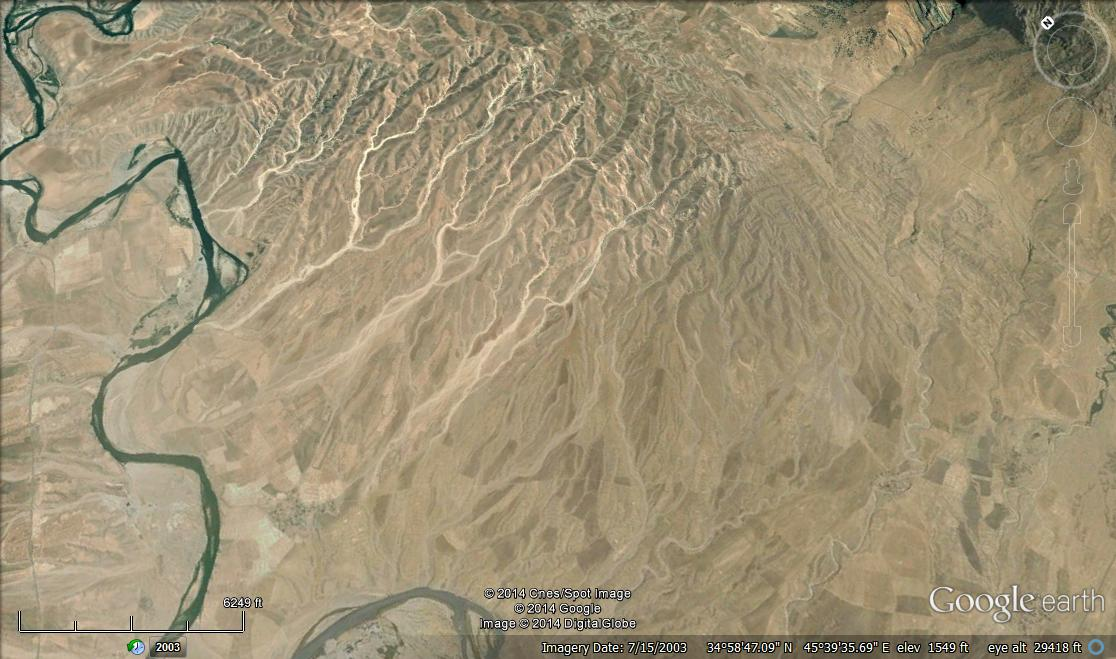 6249 ft
© 2014 Cnes/Spot Image
© 2014 Google
Image © 2014 DigitalGlobe
Google earth
2003
Imagery Date: 7/15/2003 34°58'47.09" N 45°39'35.69" E elev 1549 ft eye alt 29418 ft
N